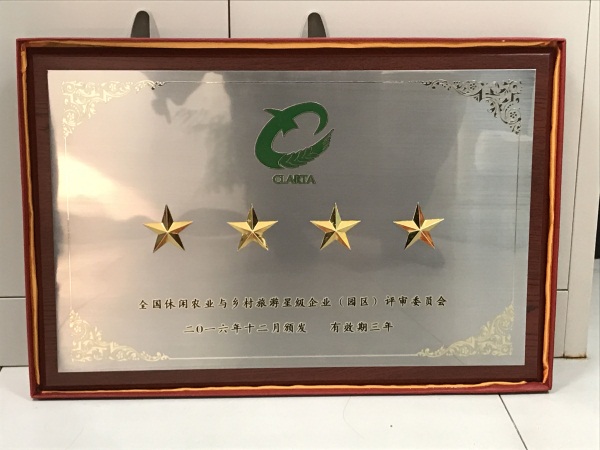 CLARTA
全国休闲农业与乡村旅游星级企业（园区）评审委员会
二〇一六年十二月颁发 有效期三年